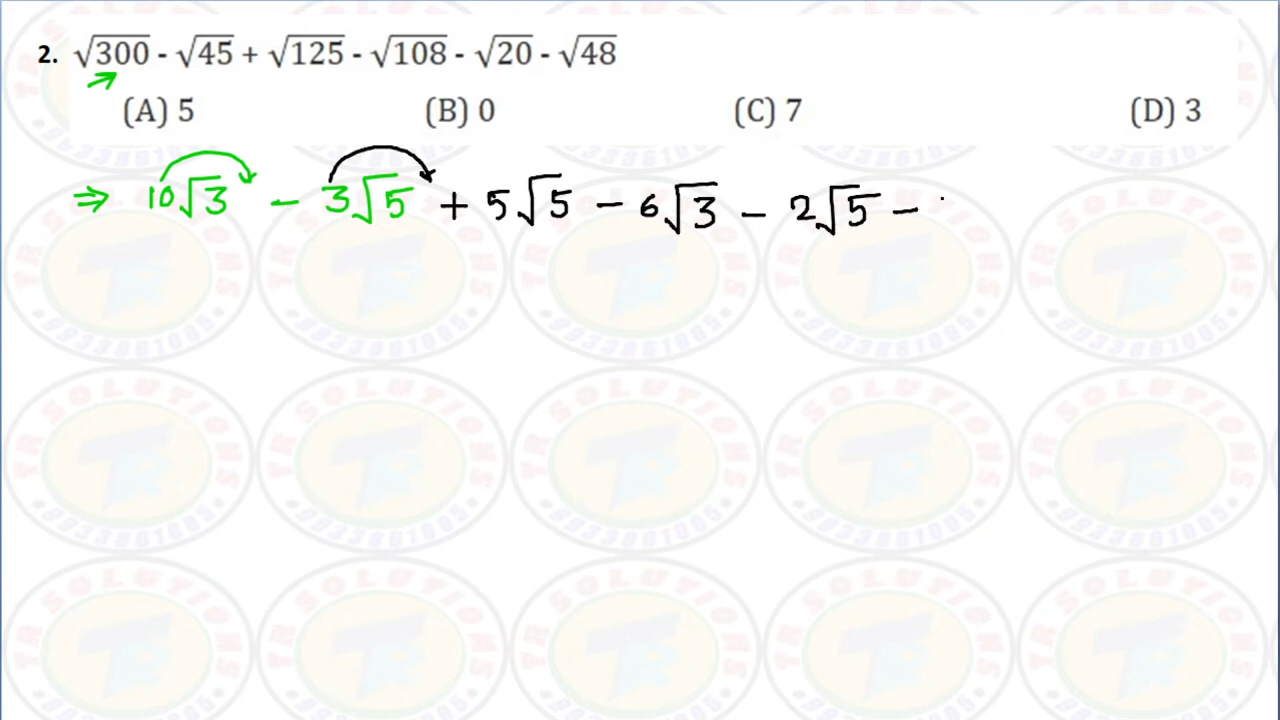 2. √300 - √45 + √125 - √108 - √20 - √48
(A) 5 (B) 0 (C) 7 (D) 3
⇒ 10√3 - 3√5 + 5√5 - 6√3 - 2√5 -